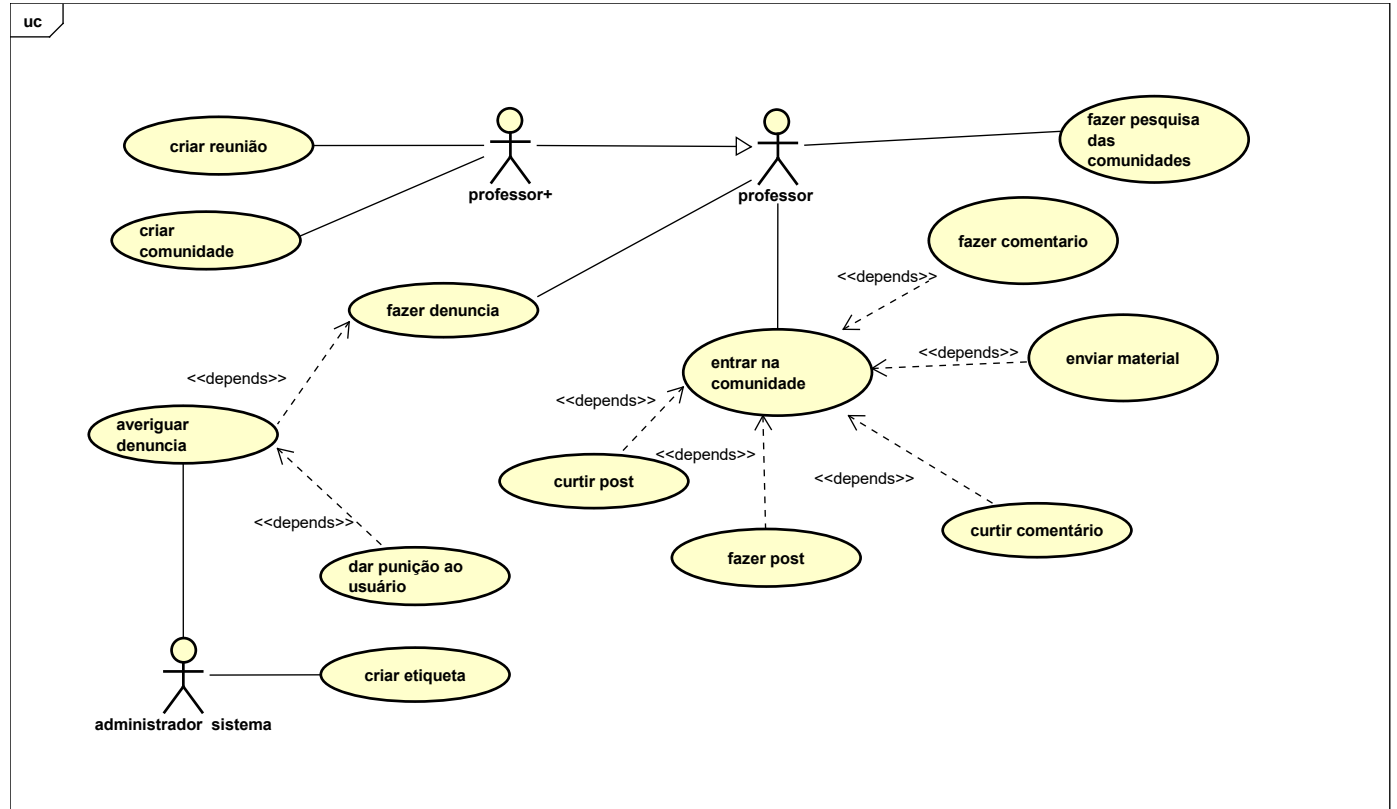 uc
criar reunião
professor+
professor
fazer pesquisa
das
comunidades
criar
comunidade
fazer comentario
<<depends>>
fazer denuncia
entrar na
comunidade
<<depends>>
enviar material
<<depends>>
<<depends>>
averiguar
denuncia
<<depends>>
curtir post
<<depends>>
<<depends>>
curtir comentário
fazer post
dar punição ao
usuário
criar etiqueta
administrador sistema